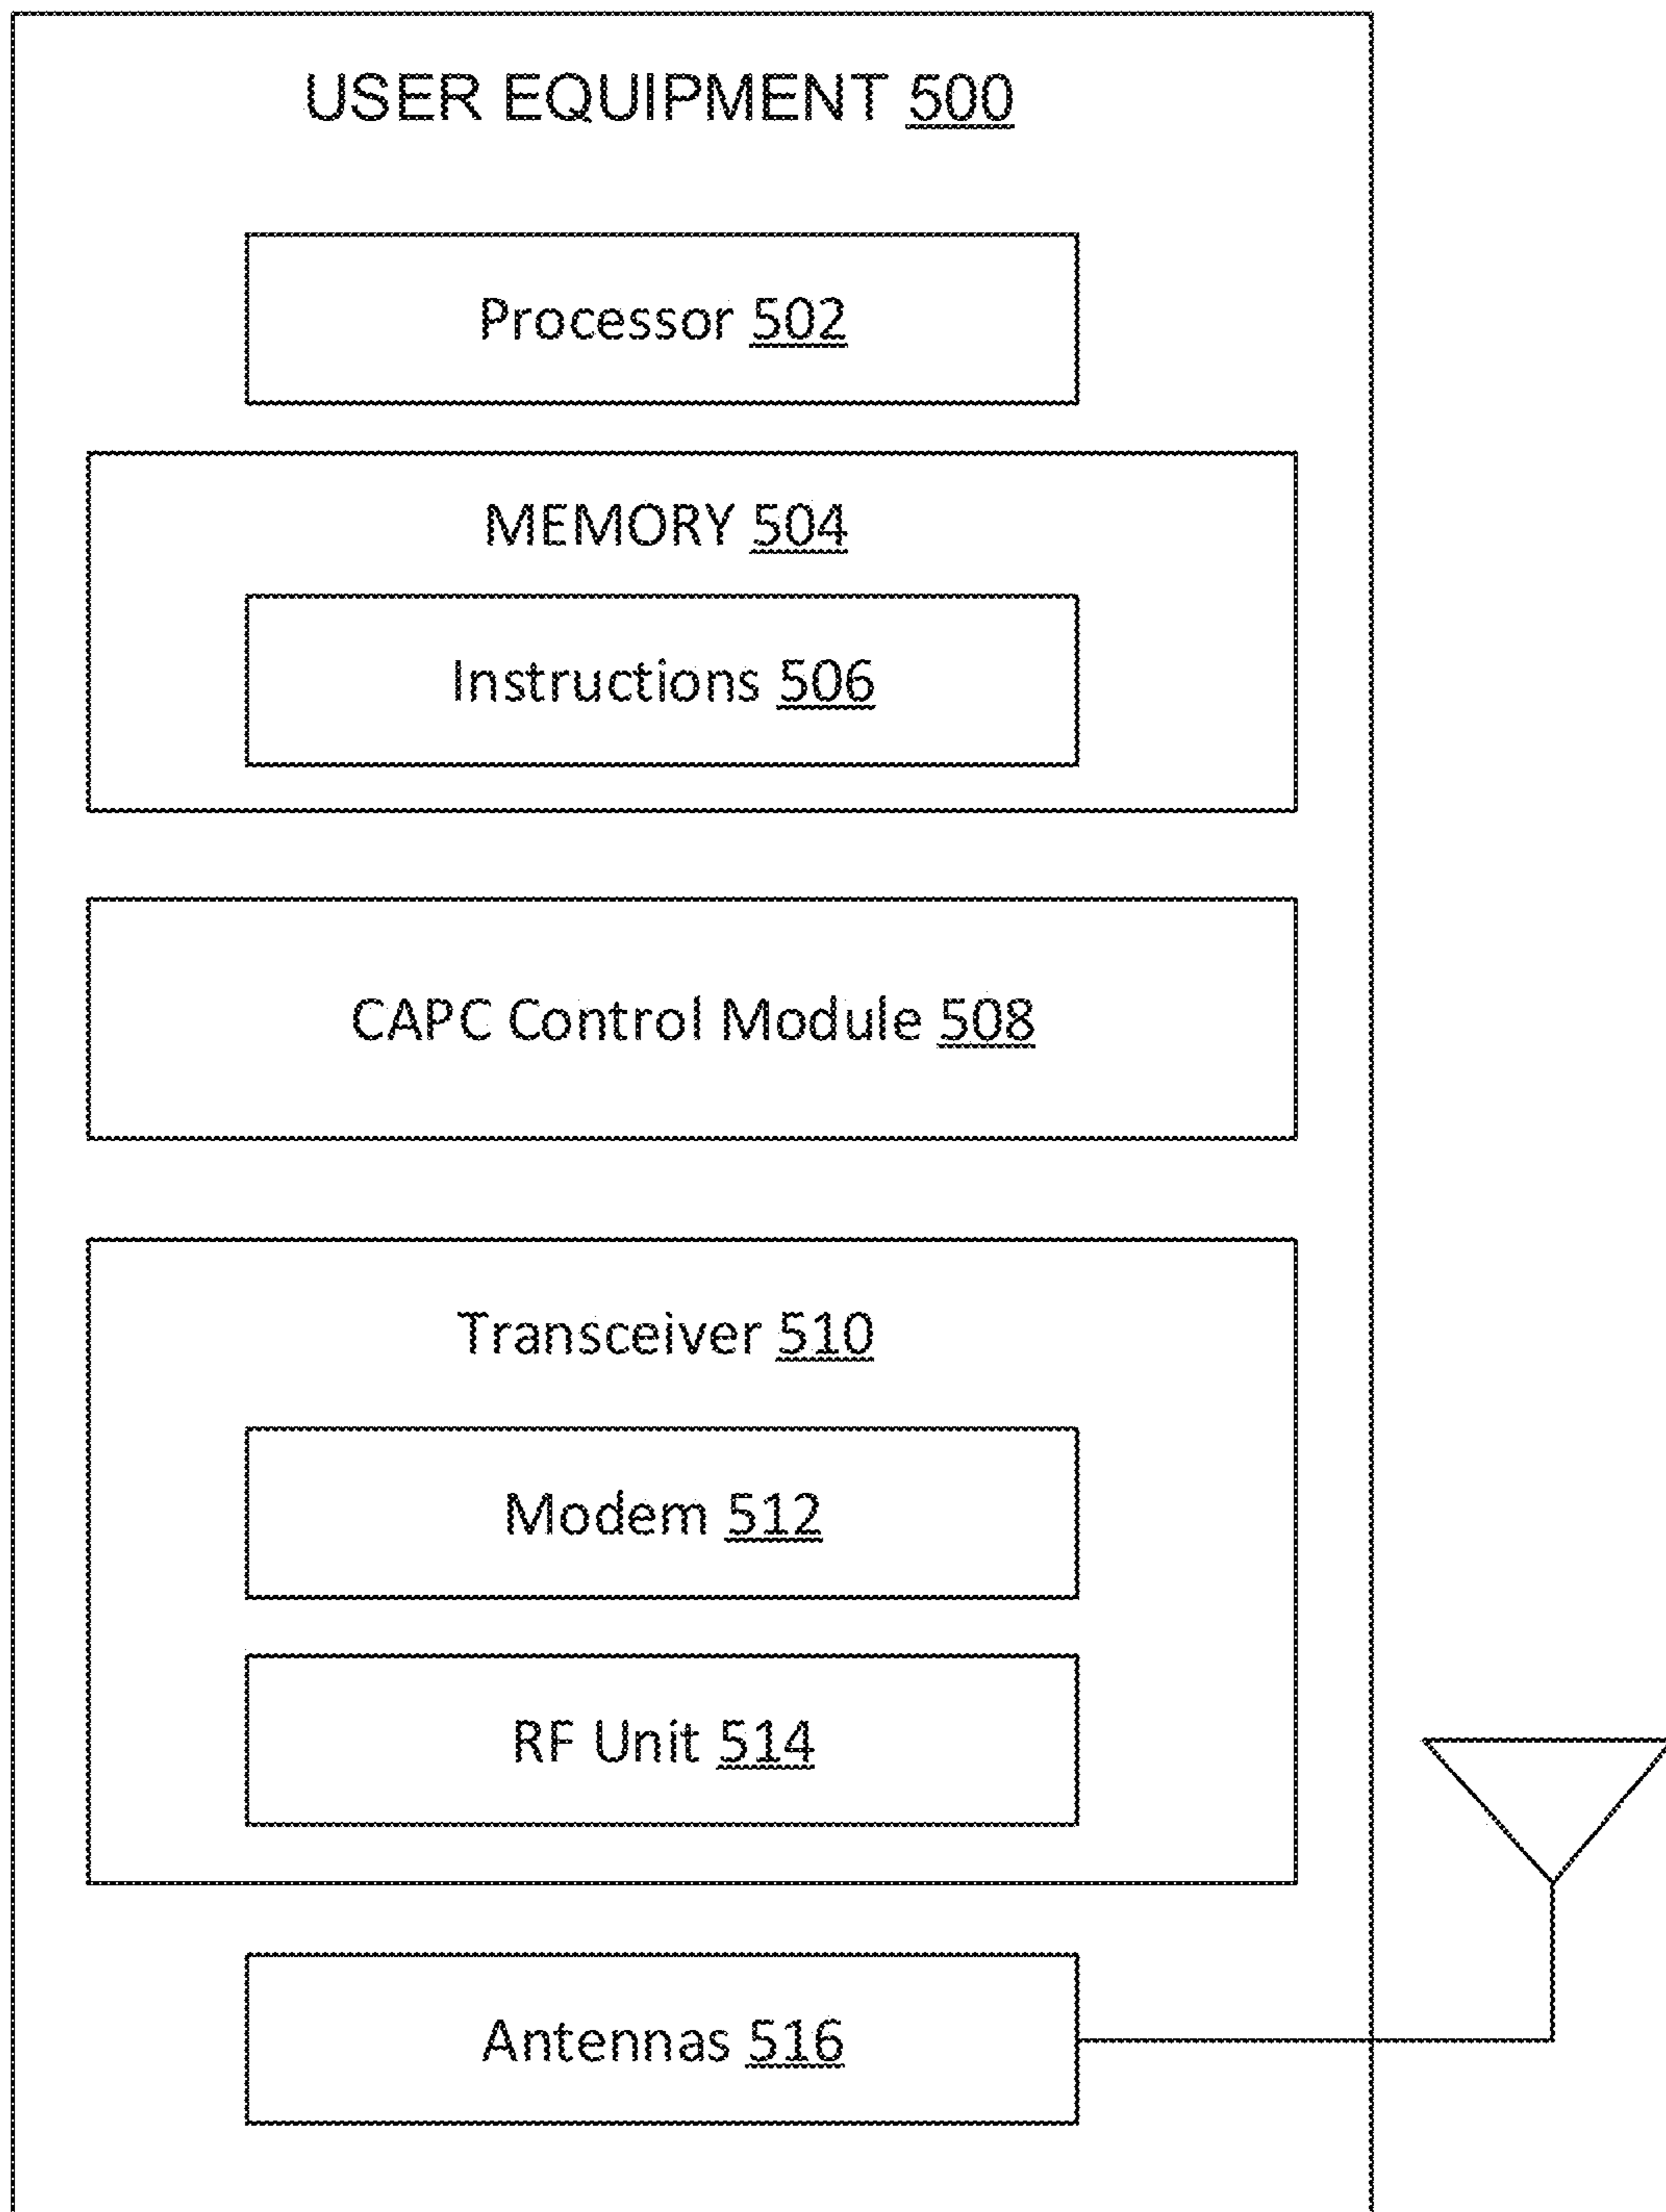 USER EQUIPMENT 500
Processor 502
MEMORY 504
Instructions 506
CAPC Control Module 508
Transceiver 510
Modem 512
RF Unit 514
Antennas 516